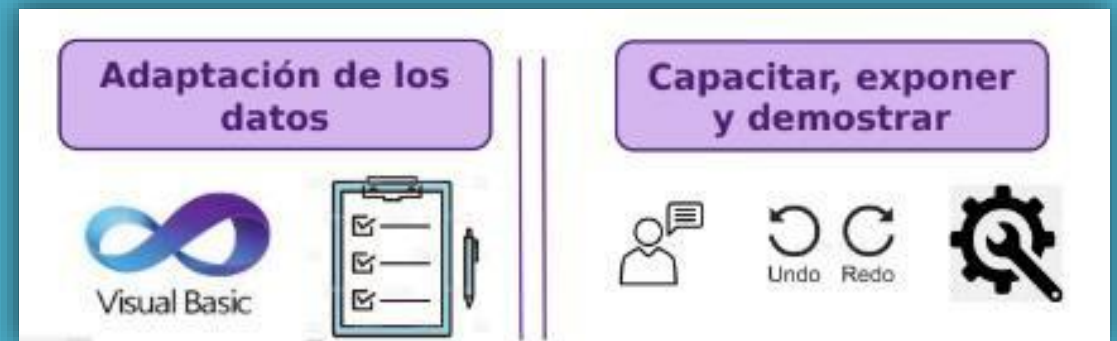 Adaptación de los
datos
Capacitar, exponer
y demostrar
Visual Basic
Undo Redo